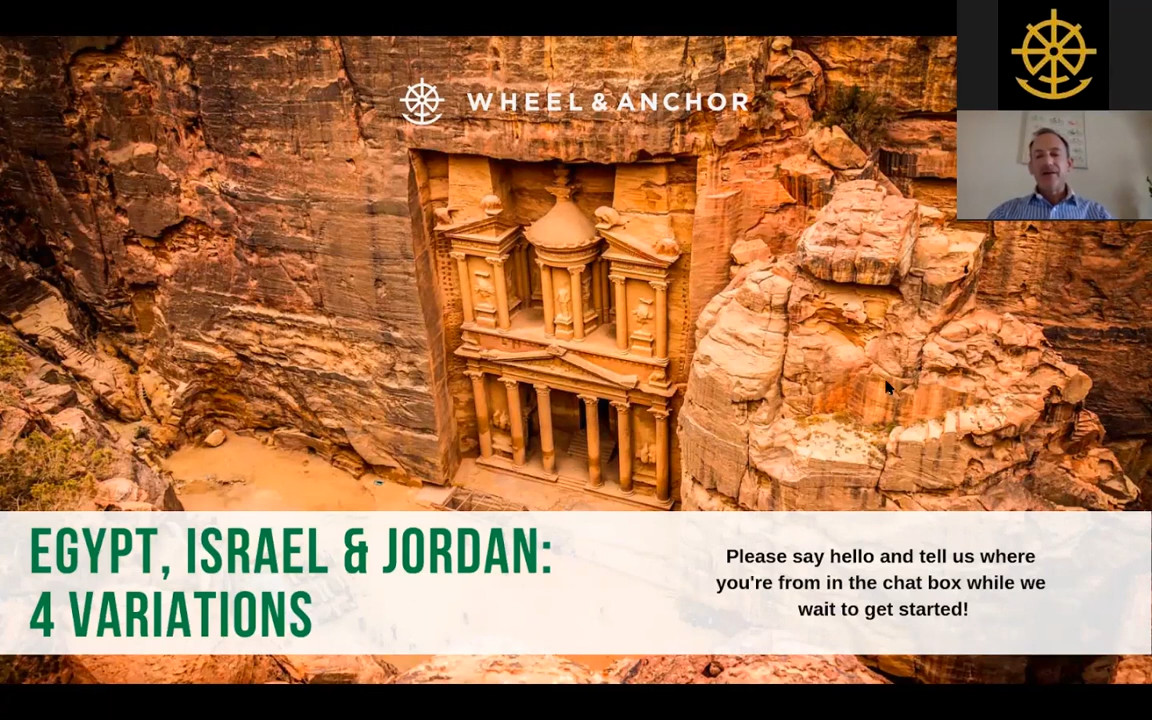 WHEEL & ANCHOR
EGYPT, ISRAEL & JORDAN:
4 VARIATIONS
Please say hello and tell us where
you're from in the chat box while we
wait to get started!